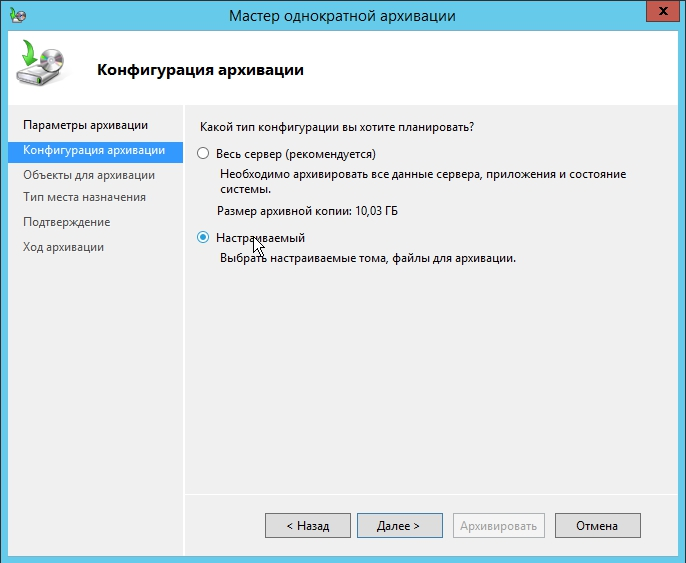 Мастер однократной архивации
x
Конфигурация архивации
Параметры архивации
Конфигурация архивации
Объекты для архивации
Тип места назначения
Подтверждение
Ход архивации
Какой тип конфигурации вы хотите планировать?
Весь сервер (рекомендуется)
Необходимо архивировать все данные сервера, приложения и состояние
системы.
Размер архивной копии: 10,03 ГБ
Настраиваемый
Выбрать настраиваемые тома, файлы для архивации.
< Назад
Далее >
Архивировать
Отмена